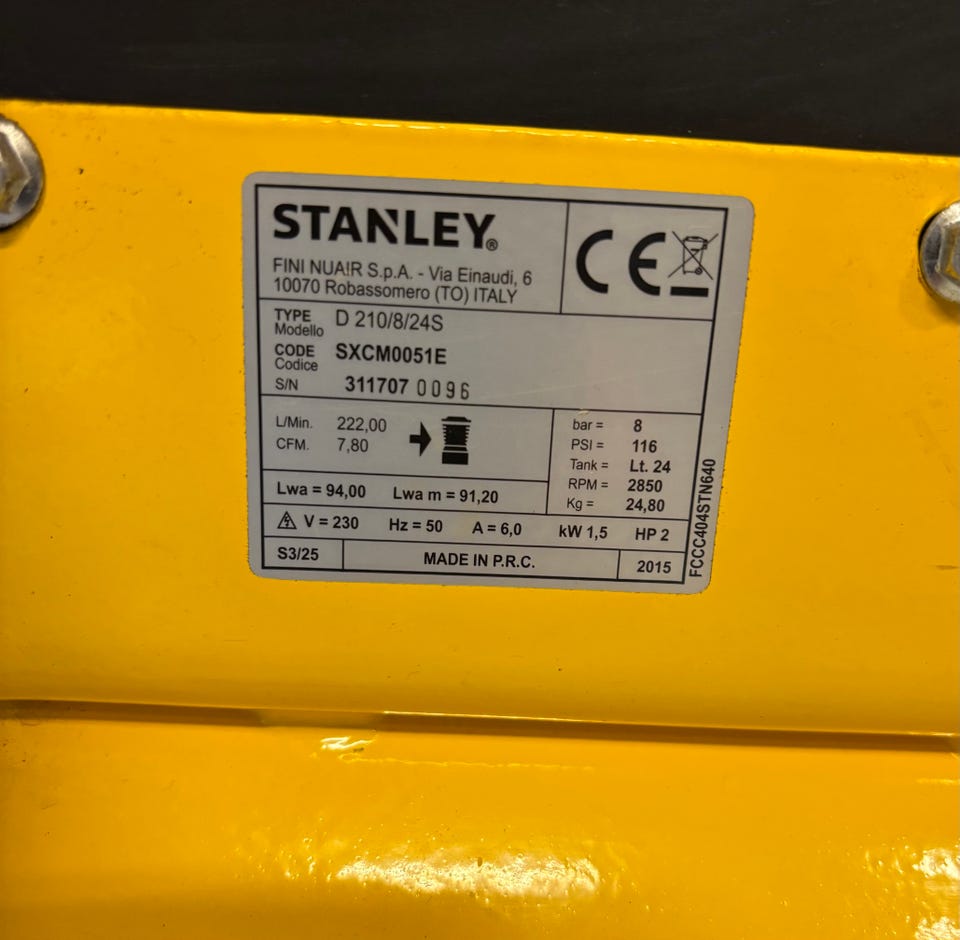 STANLEY®
FINI NUAIR S.p.A. - Via Einaudi, 6
10070 Robassomero (TO) ITALY
CE
TYPE D 210/8/24S
Modello
CODE SXCM0051E
Codice
S/N 311707 0096
L/Min. 222,00
CFM. 7,80
bar = 8
PSI = 116
Tank = Lt. 24
RPM = 2850
Kg = 24,80
Lwa = 94,00 Lwa m = 91,20
V = 230 Hz = 50 A = 6,0 kW 1,5 HP 2
S3/25 MADE IN P.R.C. 2015
FCCC404STN640